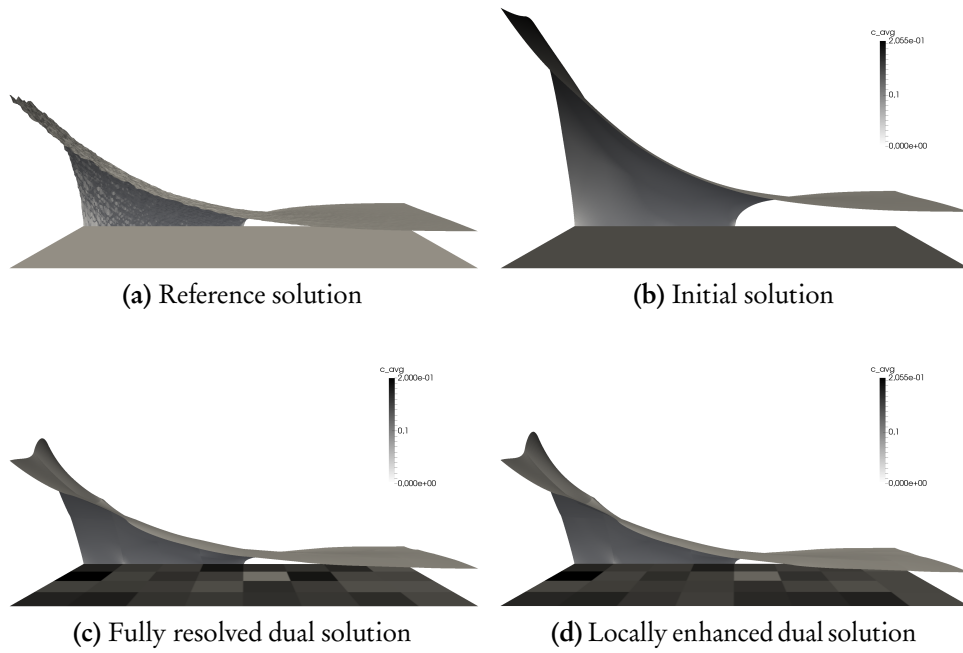 c_avg
2.055e-01
0.1
0.000e+00
(a) Reference solution
(b) Initial solution
c_avg
2.000e-01
0.1
0.000e+00
c_avg
2.055e-01
0.1
0.000e+00
(c) Fully resolved dual solution
(d) Locally enhanced dual solution